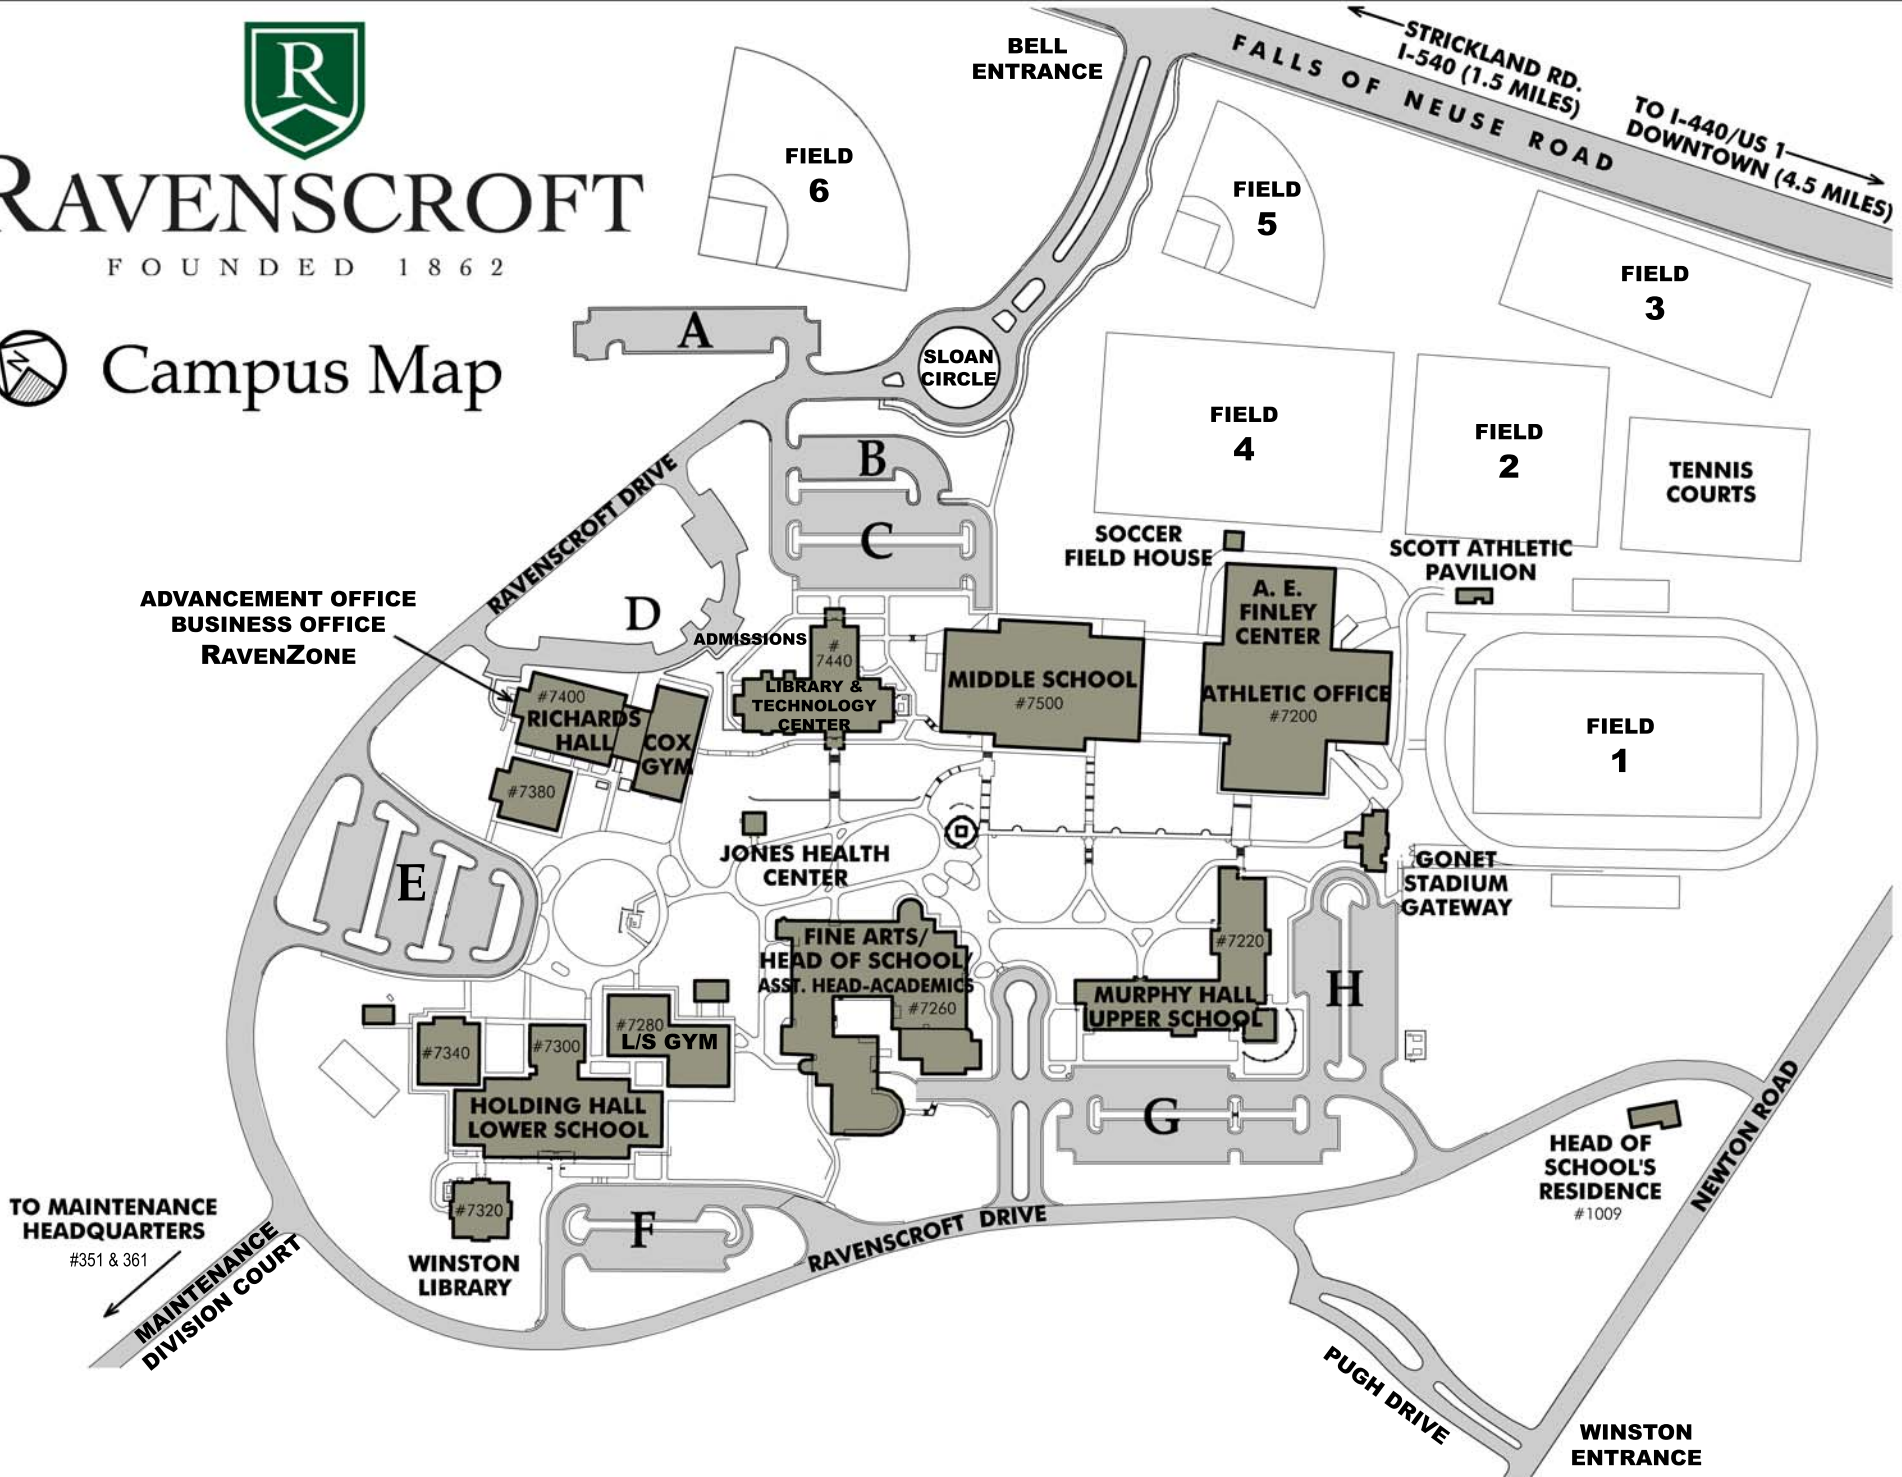 R
RAVENSCROFT
FOUNDED 1862
N
Campus Map
BELL
ENTRANCE
STRICKLAND RD.
I-540 (1.5 MILES)
FALLS OF NEUSE ROAD
TO I-440/US 1
DOWNTOWN (4.5 MILES)
FIELD
6
FIELD
5
FIELD
3
A
SLOAN
CIRCLE
FIELD
4
FIELD
2
TENNIS
COURTS
B
C
RAVENSCROFT DRIVE
SOCCER
FIELD HOUSE
SCOTT ATHLETIC
PAVILION
ADVANCEMENT OFFICE
BUSINESS OFFICE
RAVENZONE
D
ADMISSIONS
#
7440
LIBRARY &
TECHNOLOGY
CENTER
A. E.
FINLEY
CENTER
ATHLETIC OFFICE
#7200
MIDDLE SCHOOL
#7500
#7400
RICHARDS
HALL
COX
GYM
#7380
FIELD
1
JONES HEALTH
CENTER
E
GONET
STADIUM
GATEWAY
FINE ARTS/
HEAD OF SCHOOL/
ASST. HEAD-ACADEMICS
#7260
#7220
MURPHY HALL
UPPER SCHOOL
H
#7280
L/S GYM
#7340
#7300
HOLDING HALL
LOWER SCHOOL
G
NEWTON ROAD
HEAD OF
SCHOOL'S
RESIDENCE
#1009
#7320
WINSTON
LIBRARY
F
RAVENSCROFT DRIVE
TO MAINTENANCE
HEADQUARTERS
#351 & 361
MAINTENANCE
DIVISION COURT
PUGH DRIVE
WINSTON
ENTRANCE